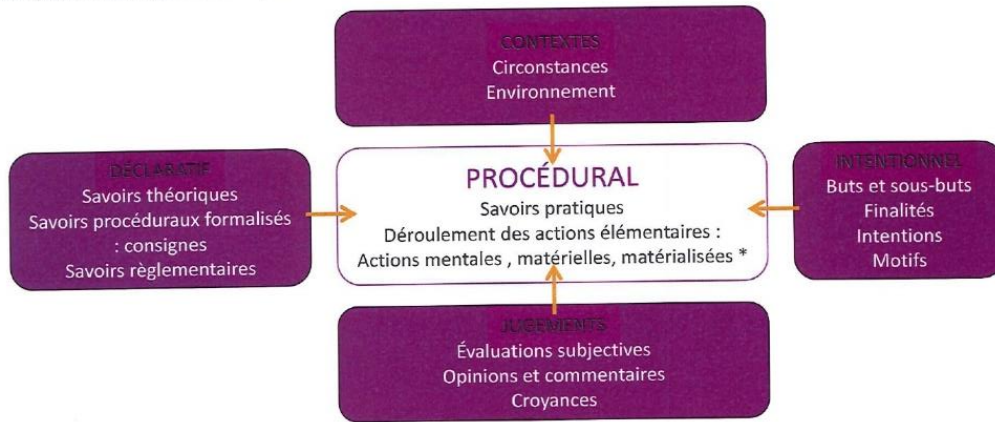 CONTEXTES
Circonstances
Environnement
DÉCLARATIF
Savoirs théoriques
Savoirs procéduraux formalisés
: consignes
Savoirs règlementaires
PROCÉDURAL
Savoirs pratiques
Déroulement des actions élémentaires :
Actions mentales , matérielles, matérialisées *
INTENTIONNEL
Buts et sous-buts
Finalités
Intentions
Motifs
JUGEMENTS
Évaluations subjectives
Opinions et commentaires
Croyances